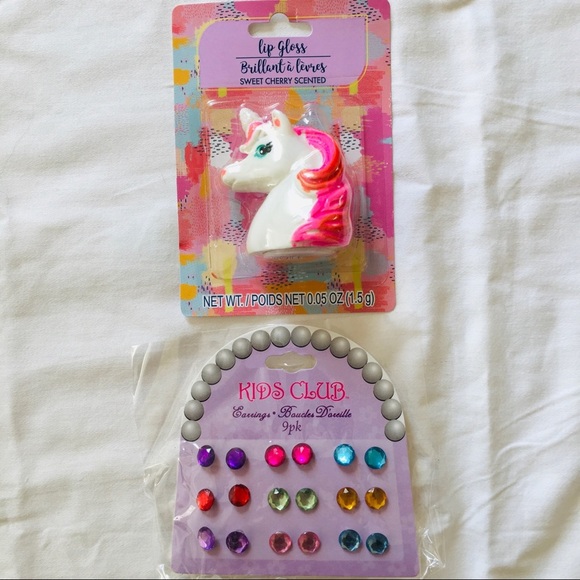 lip Gloss
Brillant à lèvres
SWEET CHERRY SCENTED
NET WT. / POIDS NET 0.05 OZ (1.5 g)
KIDS CLUB™
Earrings • Boucles D'oreille
9pk